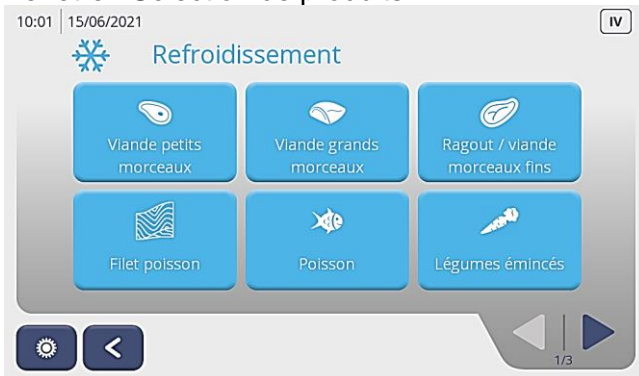 10:01 15/06/2021
IV
Refroidissement
Viande petits
morceaux
Viande grands
morceaux
Ragout / viande
morceaux fins
Filet poisson
Poisson
Légumes émincés
1/3